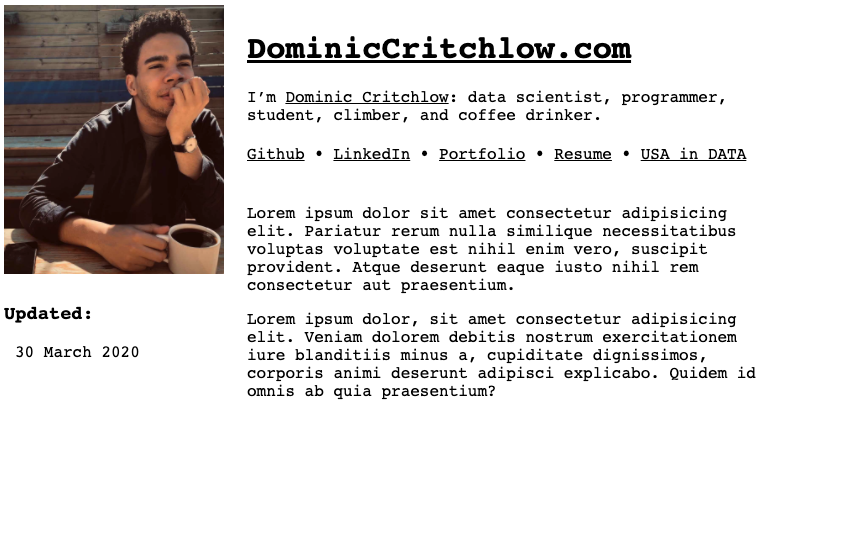 DominicCritchlow.com
I’m Dominic Critchlow: data scientist, programmer,
student, climber, and coffee drinker.
Github • LinkedIn • Portfolio • Resume • USA in DATA
Lorem ipsum dolor sit amet consectetur adipisicing
elit. Pariatur rerum nulla similique necessitatibus
voluptas voluptate est nihil enim vero, suscipit
provident. Atque deserunt eaque iusto nihil rem
consectetur aut praesentium.
Lorem ipsum dolor, sit amet consectetur adipisicing
elit. Veniam dolorem debitis nostrum exercitationem
iure blanditiis minus a, cupiditate dignissimos,
corporis animi deserunt adipisci explicabo. Quidem id
omnis ab quia praesentium?
Updated:
30 March 2020